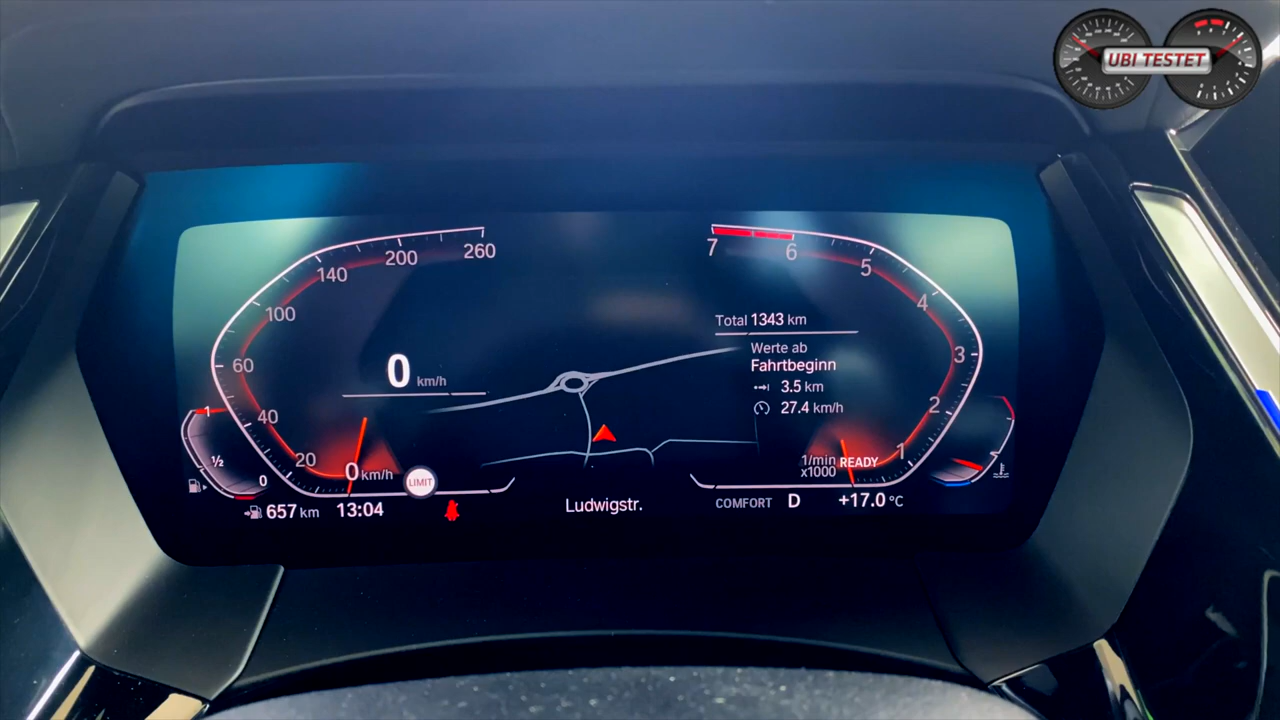 UBI TESTET
260
200
140
100
60
40
20
0 km/h
0 km/h
LIMIT
1
½
0
657 km
13:04
Ludwigstr.
7
6
5
4
3
2
1
1/min
x1000
READY
Total 1343 km
Werte ab
Fahrtbeginn
3.5 km
27.4 km/h
COMFORT D +17.0 °C